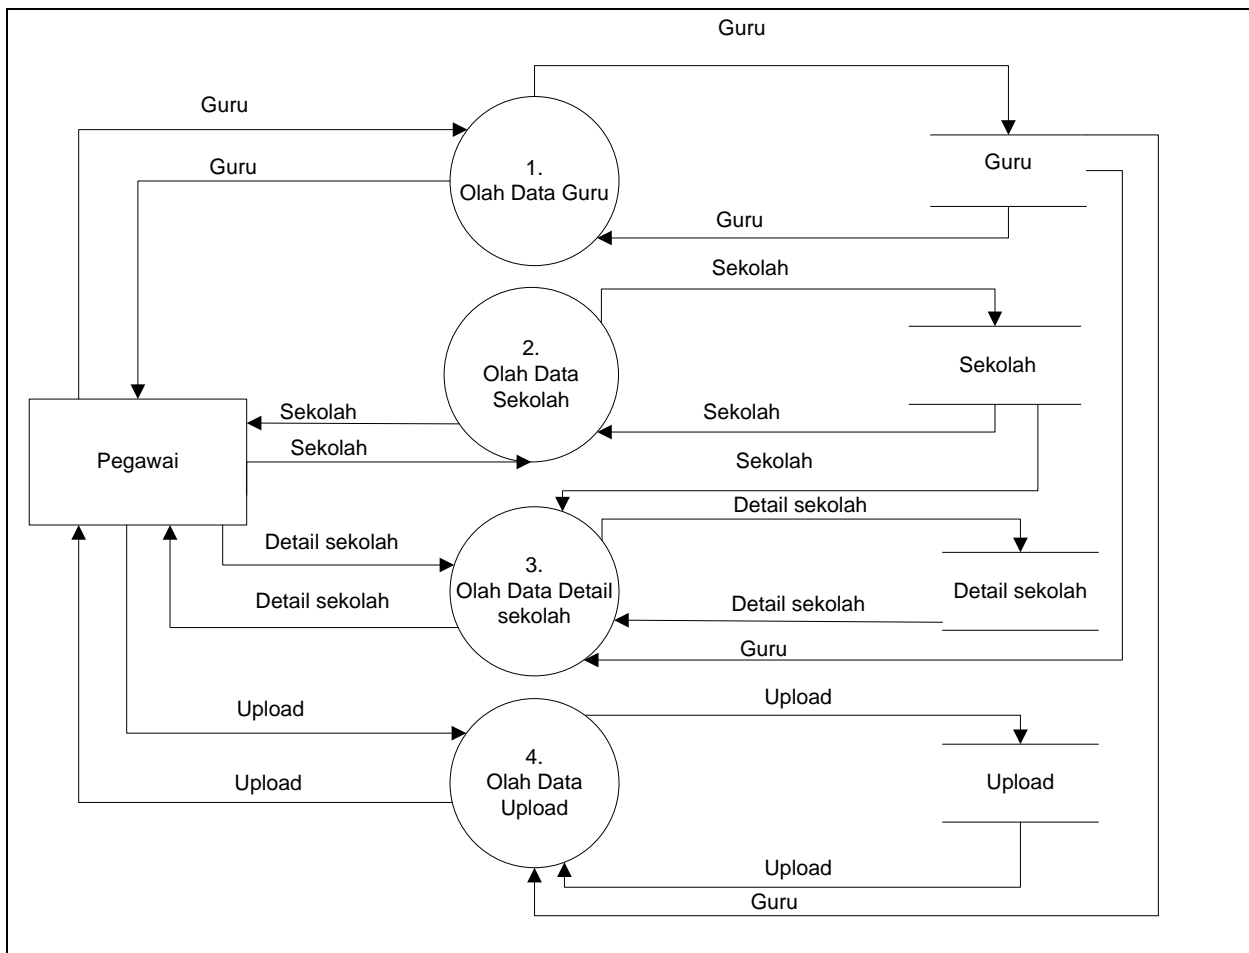 Guru
Guru
1.
Olah Data Guru
Guru
Guru
Guru
Sekolah
2.
Olah Data
Sekolah
Sekolah
Sekolah
Sekolah
Sekolah
Pegawai
Sekolah
Detail sekolah
Detail sekolah
3.
Olah Data Detail
sekolah
Detail sekolah
Detail sekolah
Detail sekolah
Guru
Upload
Upload
4.
Olah Data
Upload
Upload
Upload
Upload
Guru